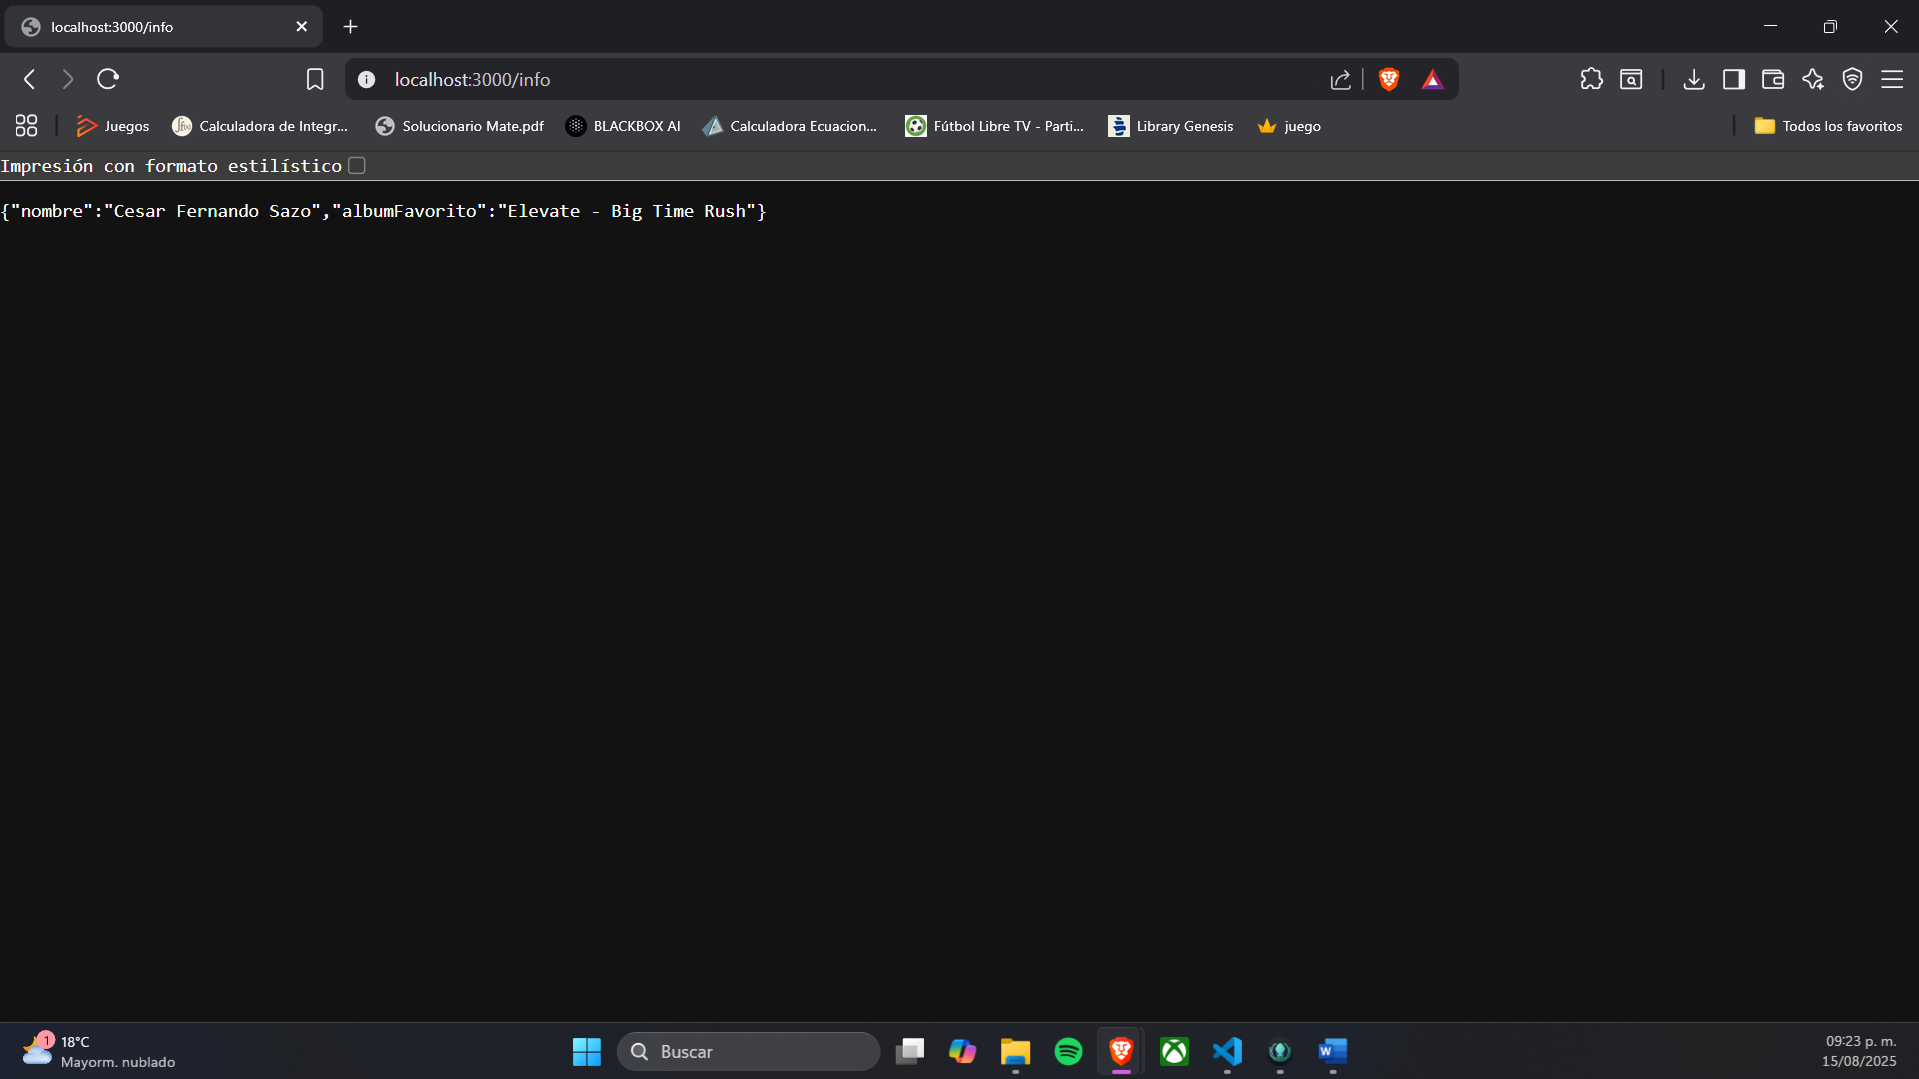 localhost:3000/info
localhost:3000/info
Juegos
Calculadora de Integr...
Solucionario Mate.pdf
BLACKBOX AI
Calculadora Ecuacion...
Fútbol Libre TV - Parti...
Library Genesis
juego
Todos los favoritos
Impresión con formato estilístico
{"nombre":"Cesar Fernando Sazo","albumFavorito":"Elevate - Big Time Rush"}
1
18°C
Mayorm. nublado
Buscar
09:23 p. m.
15/08/2025